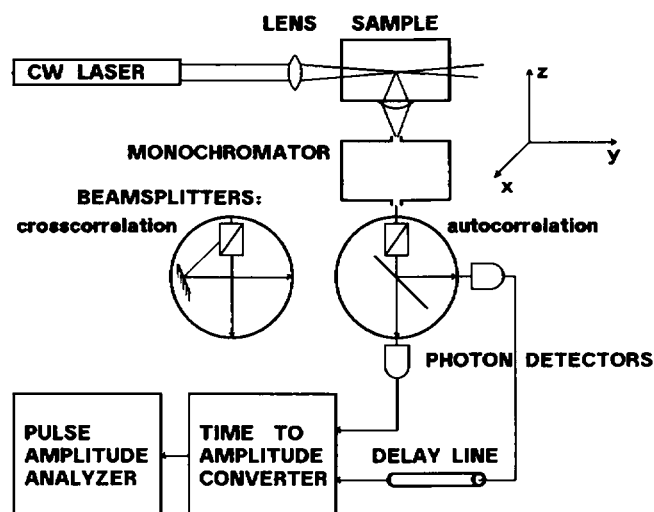 LENS SAMPLE
CW LASER
z
y
x
MONOCHROMATOR
BEAMSPLITTERS:
crosscorrelation
autocorrelation
PHOTON DETECTORS
PULSE
AMPLITUDE
ANALYZER
TIME TO
AMPLITUDE
CONVERTER
DELAY LINE